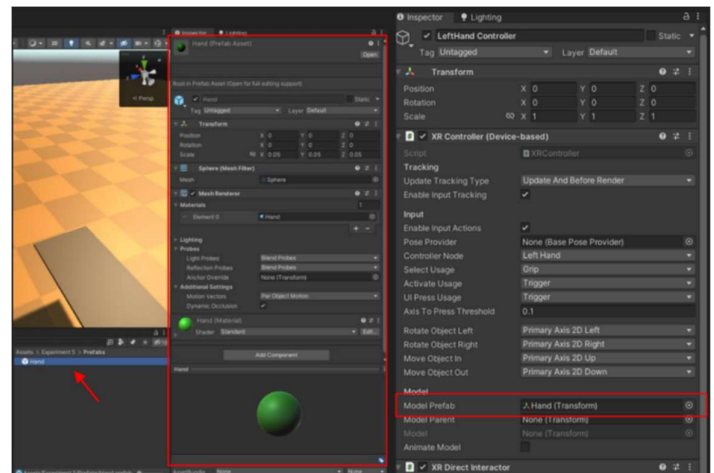 Persp
Assets > Experiment 5 > Prefabs
Hand
Inspector Lighting
Hand (Prefab Asset)
Open
Root in Prefab Asset (Open for full editing support)
Hand Static
Tag Untagged Layer Default
Transform
Position X 0 Y 0 Z 0
Rotation X 0 Y 0 Z 0
Scale X 0.05 Y 0.05 Z 0.05
Sphere (Mesh Filter)
Mesh Sphere
Mesh Renderer
Materials 1
Element 0 Hand
Lighting
Probes
Light Probes Blend Probes
Reflection Probes Blend Probes
Anchor Override None (Transform)
Additional Settings
Motion Vectors Per Object Motion
Dynamic Occlusion
Hand (Material)
Shader Standard Edit...
Add Component
Hand
AssetBundle None None
Inspector Lighting
LeftHand Controller Static
Tag Untagged Layer Default
Transform
Position X 0 Y 0 Z 0
Rotation X 0 Y 0 Z 0
Scale X 1 Y 1 Z 1
XR Controller (Device-based)
Script XRController
Tracking
Update Tracking Type Update And Before Render
Enable Input Tracking
Input
Enable Input Actions
Pose Provider None (Base Pose Provider)
Controller Node Left Hand
Select Usage Grip
Activate Usage Trigger
UI Press Usage Trigger
Axis To Press Threshold 0.1
Rotate Object Left Primary Axis 2D Left
Rotate Object Right Primary Axis 2D Right
Move Object In Primary Axis 2D Up
Move Object Out Primary Axis 2D Down
Model
Model Prefab Hand (Transform)
Model Parent None (Transform)
Model None (Transform)
Animate Model
XR Direct Interactor